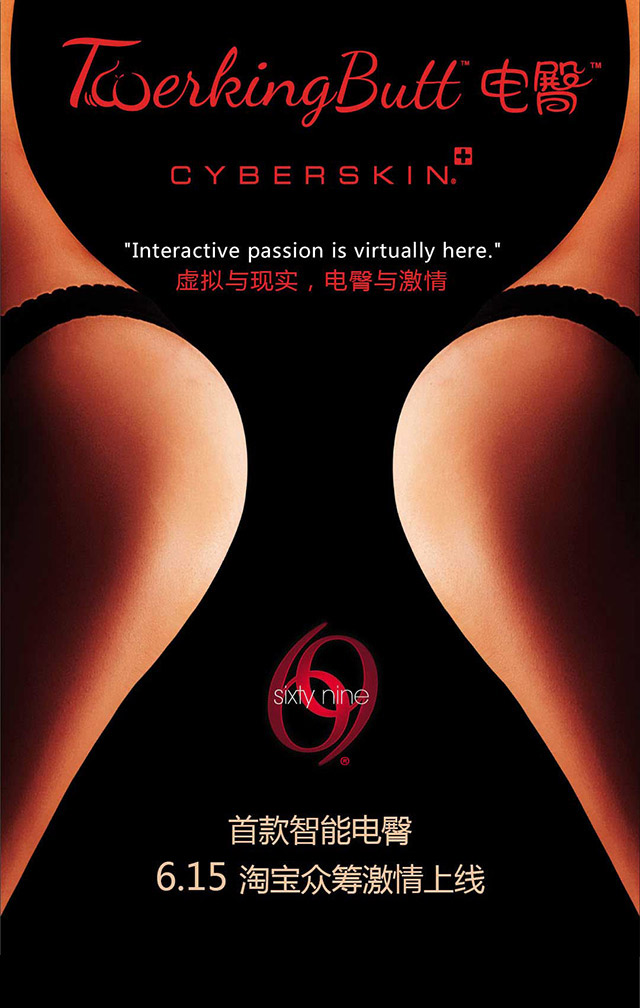 TwerkingButt™ 电臀™
CYBERSKIN®
"Interactive passion is virtually here."
虚拟与现实，电臀与激情
69
sixty nine
®
首款智能电臀
6.15 淘宝众筹激情上线